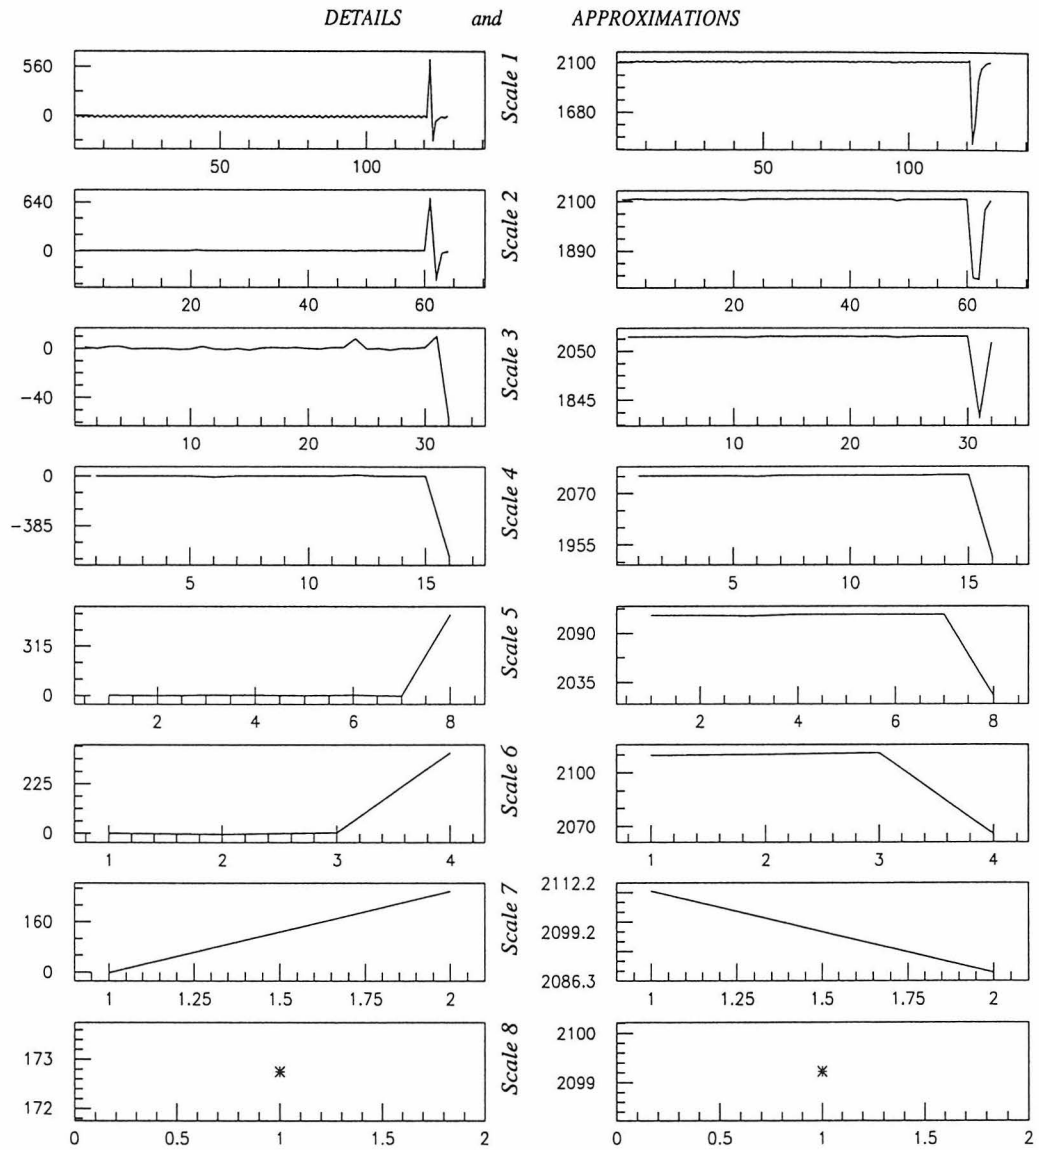 DETAILS and APPROXIMATIONS
560
0
50 100
Scale 1
2100
1680
50 100
640
0
20 40 60
Scale 2
2100
1890
20 40 60
0
-40
10 20 30
Scale 3
2050
1845
10 20 30
0
-385
5 10 15
Scale 4
2070
1955
5 10 15
315
0
2 4 6 8
Scale 5
2090
2035
2 4 6 8
225
0
1 2 3 4
Scale 6
2100
2070
1 2 3 4
160
0
1 1.25 1.5 1.75 2
Scale 7
2112.2
2099.2
2086.3
1 1.25 1.5 1.75 2
173
172
0 0.5 1 1.5 2
Scale 8
2100
2099
0 0.5 1 1.5 2